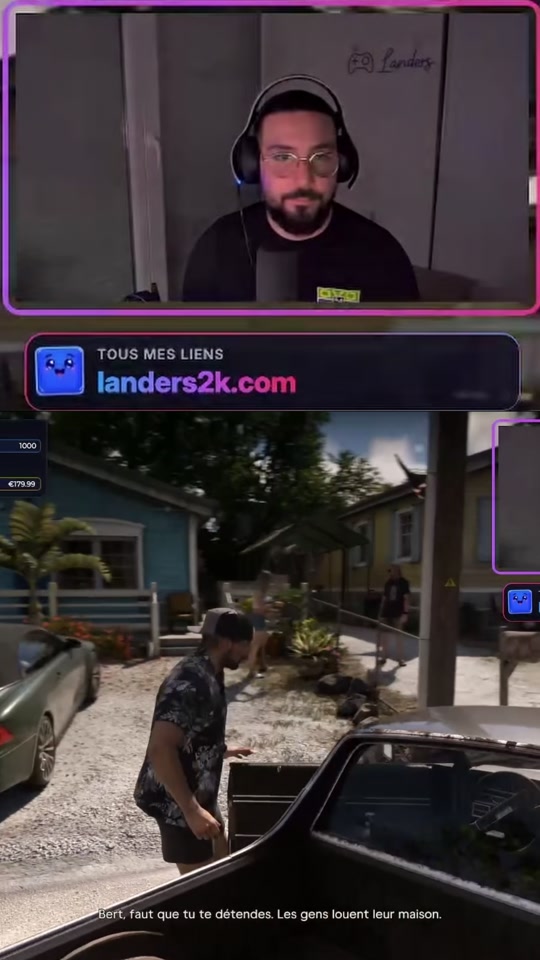 Landers
TOUS MES LIENS
landers2k.com
1000
€179.99
Bert, faut que tu te détendes. Les gens louent leur maison.